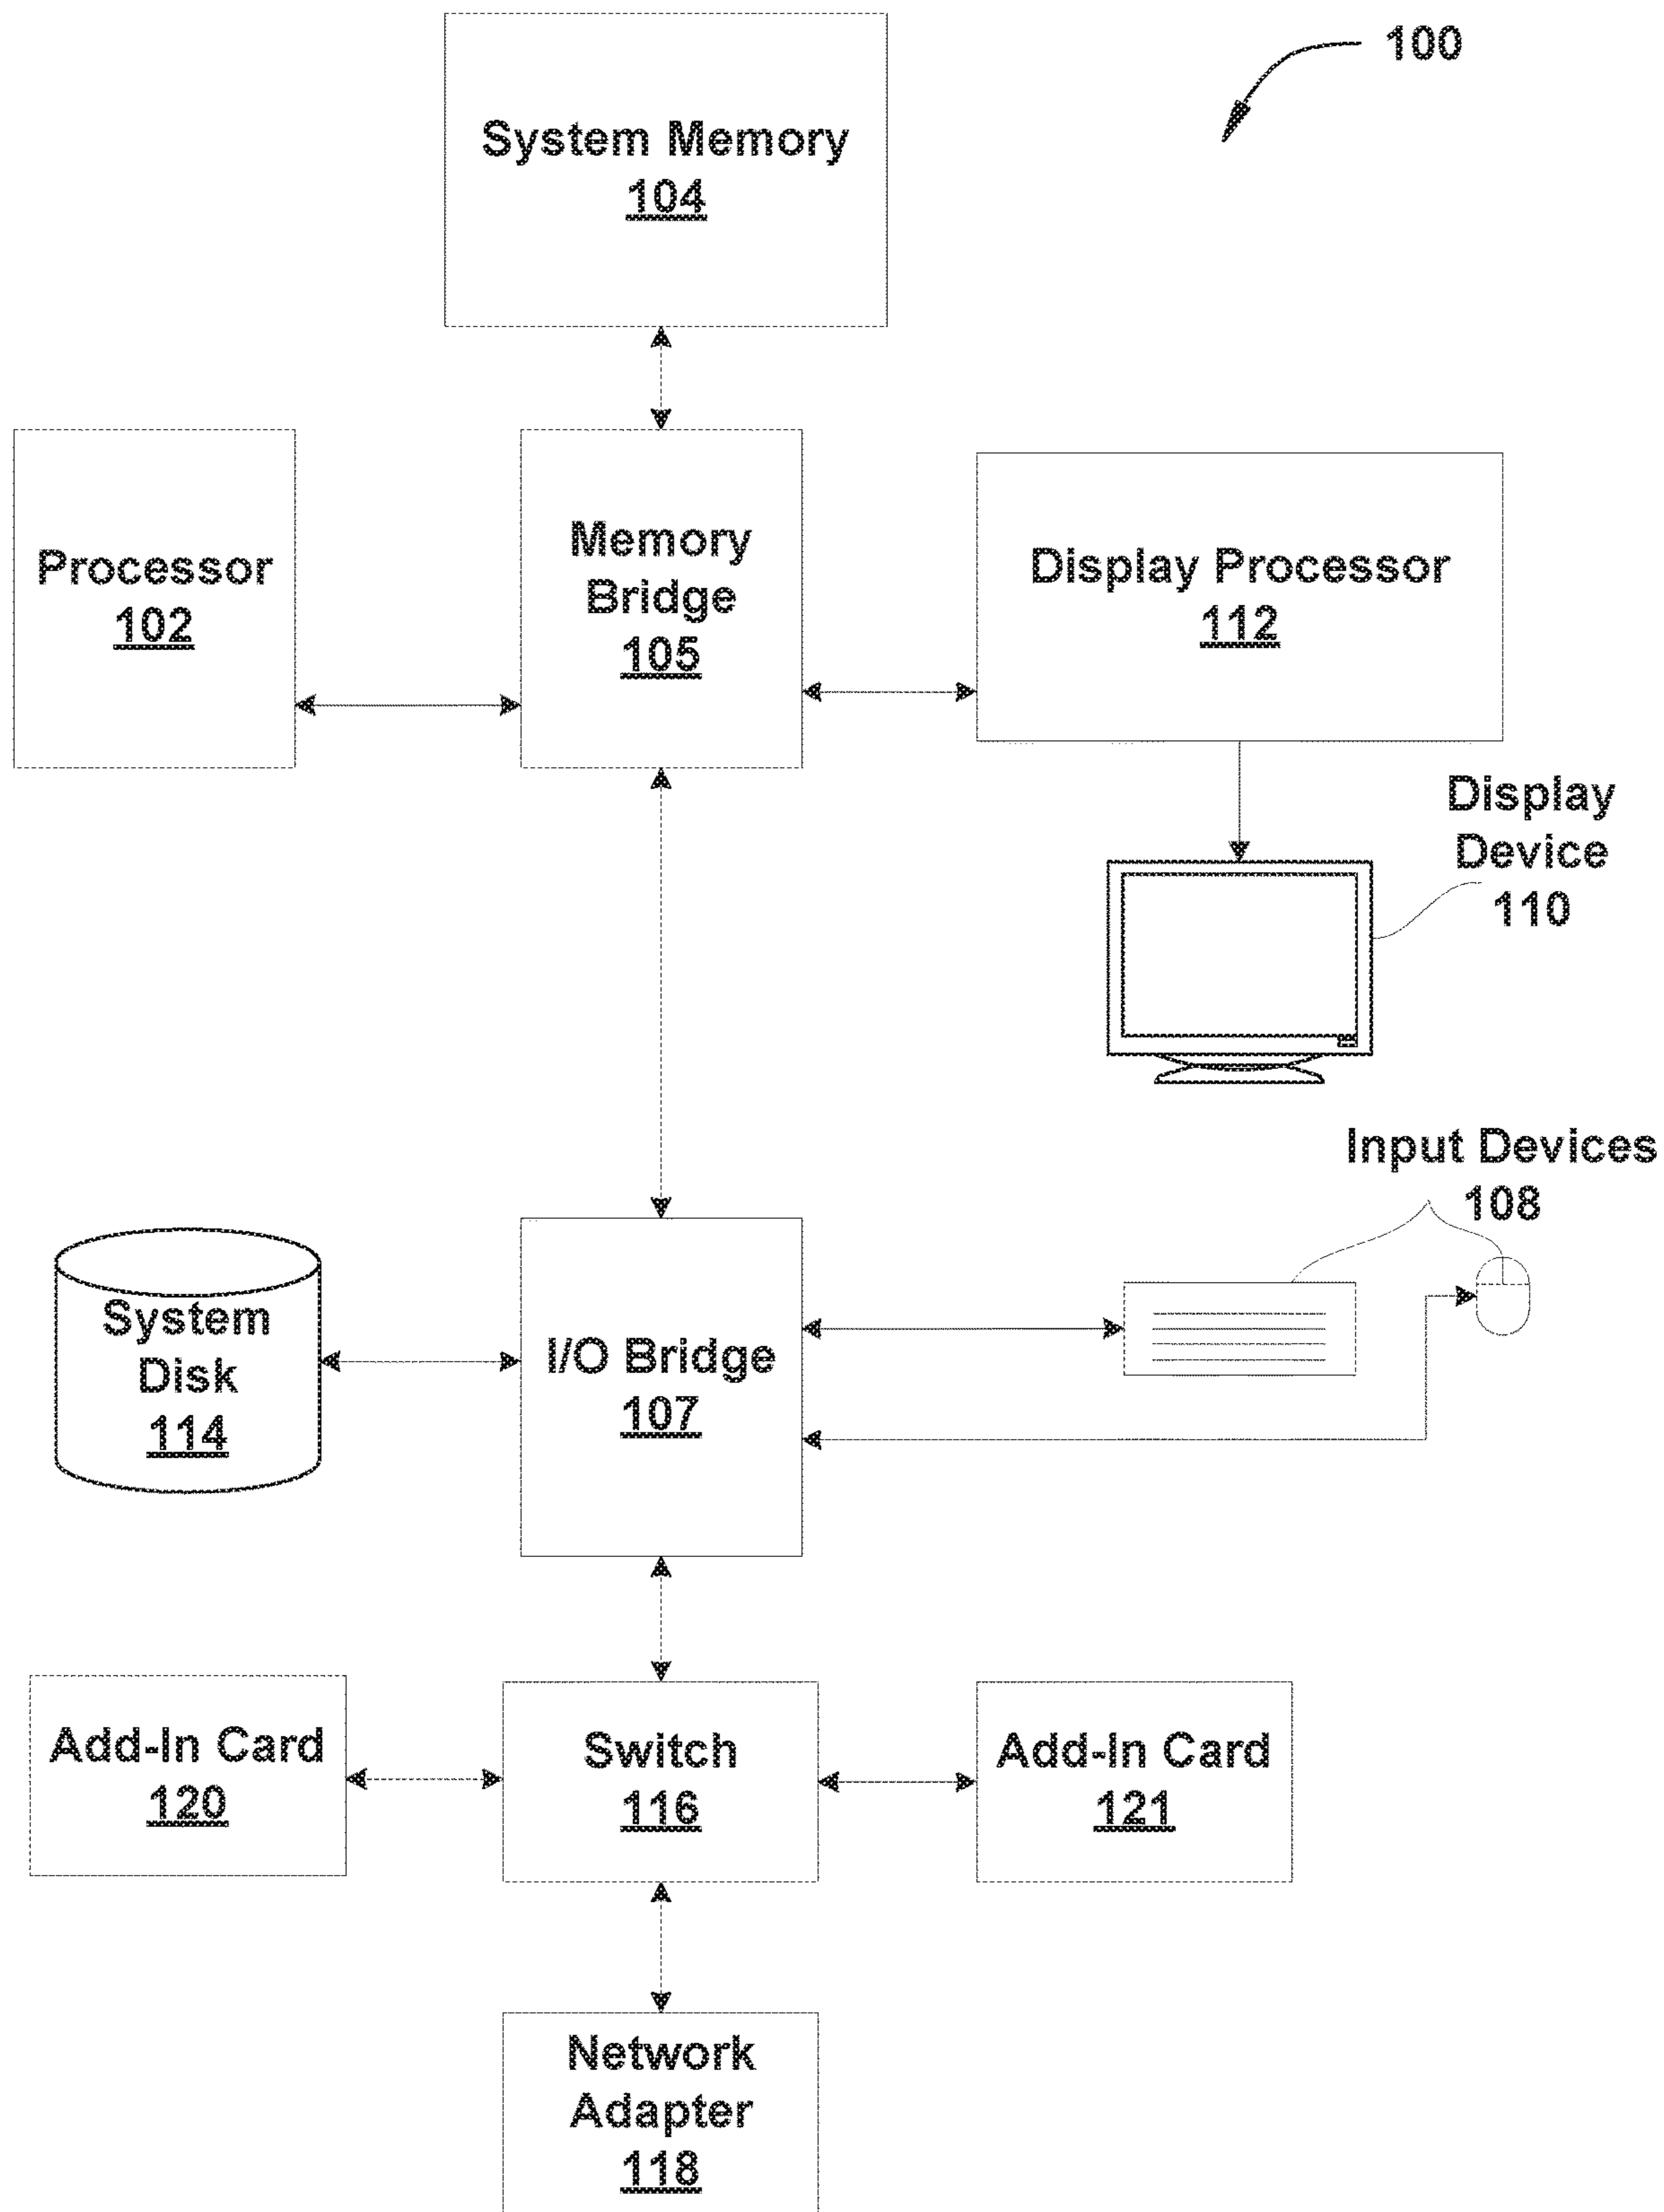 100
System Memory
104
Processor
102
Memory
Bridge
105
Display Processor
112
Display
Device
110
Input Devices
108
System
Disk
114
I/O Bridge
107
Add-In Card
120
Switch
116
Add-In Card
121
Network
Adapter
118